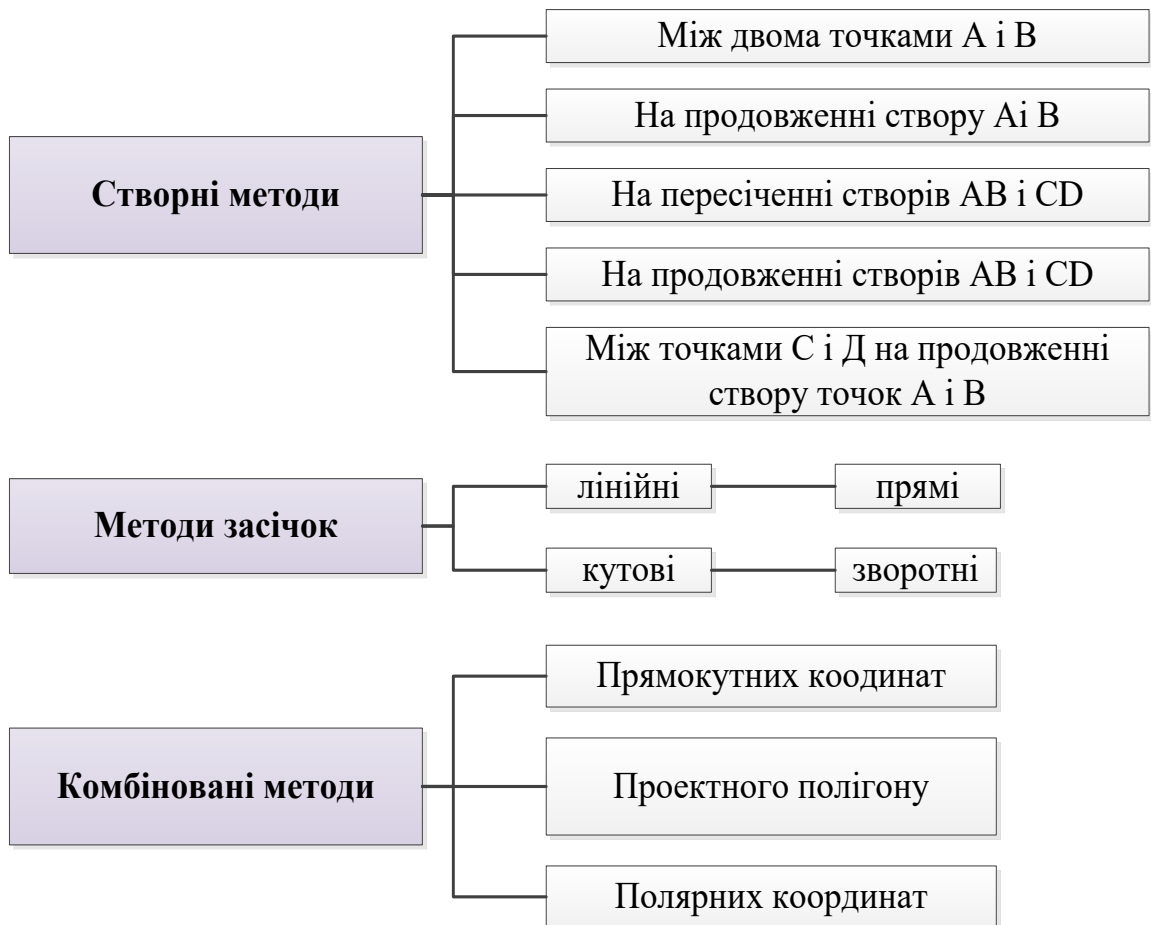 Між двома точками А і В
На продовженні створу Аі В
Створні методи
На пересіченні створів АВ і CD
На продовженні створів АВ і CD
Між точками С і Д на продовженні
створу точок А і В
лінійні
прямі
Методи засічок
кутові
зворотні
Прямокутних коодинат
Комбіновані методи
Проектного полігону
Полярних координат